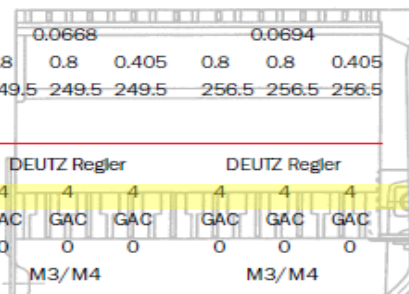 0.0668 0.0694
.8 0.8 0.405 0.8 0.8 0.405
49.5 249.5 249.5 256.5 256.5 256.5
DEUTZ Regler DEUTZ Regler
4 4 4 4 4 4
AC GAC GAC GAC GAC GAC
0 0 0 0 0 0
M3/M4 M3/M4